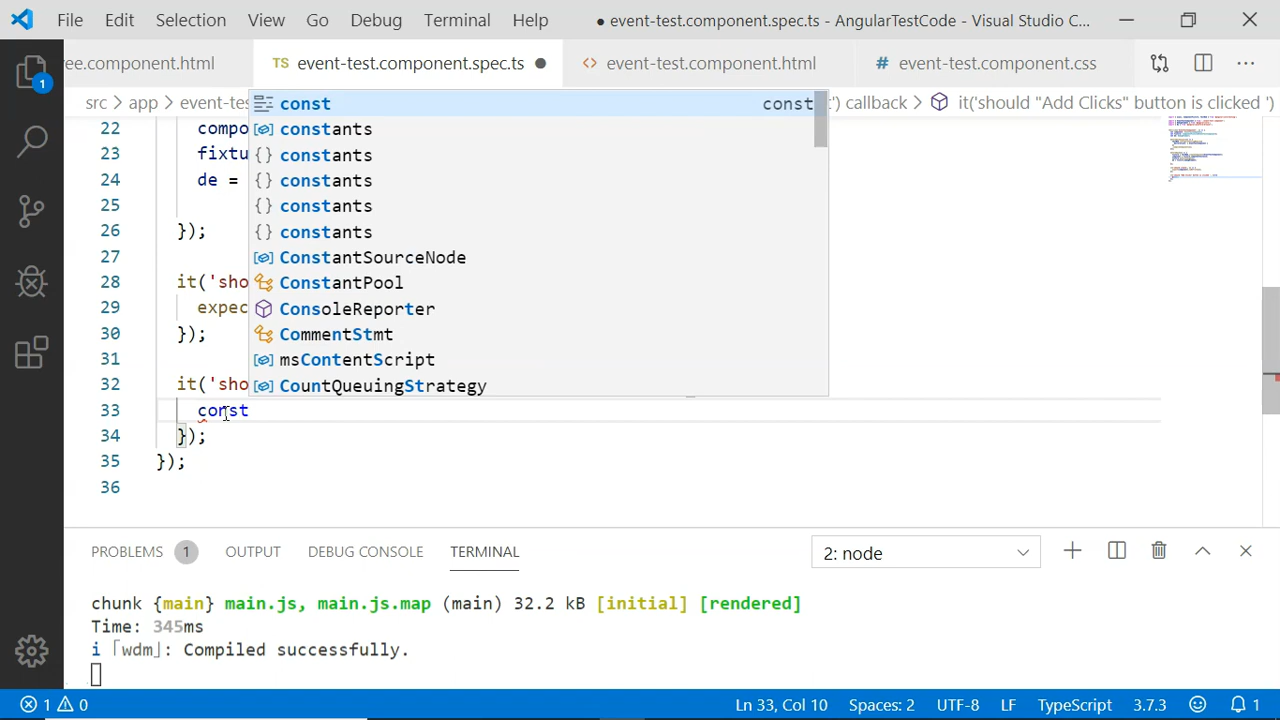 File Edit Selection View Go Debug Terminal Help ● event-test.component.spec.ts - AngularTestCode - Visual Studio C...
ee.component.html TS event-test.component.spec.ts ● <> event-test.component.html # event-test.component.css ...
src > app > event-te t') callback > it('should "Add Clicks" button is clicked ')
const const
constants
constants
constants
constants
constants
ConstantSourceNode
ConstantPool
ConsoleReporter
CommentStmt
msContentScript
CountQueuingStrategy
22 compo
23 fixtu
24 de =
25
26 });
27
28 it('sho
29 expec
30 });
31
32 it('sho
33 const
34 });
35 });
36
1
PROBLEMS 1 OUTPUT DEBUG CONSOLE TERMINAL 2: node
chunk {main} main.js, main.js.map (main) 32.2 kB [initial] [rendered]
Time: 345ms
i ｢wdm｣: Compiled successfully.
1 0 Ln 33, Col 10 Spaces: 2 UTF-8 LF TypeScript 3.7.3 1